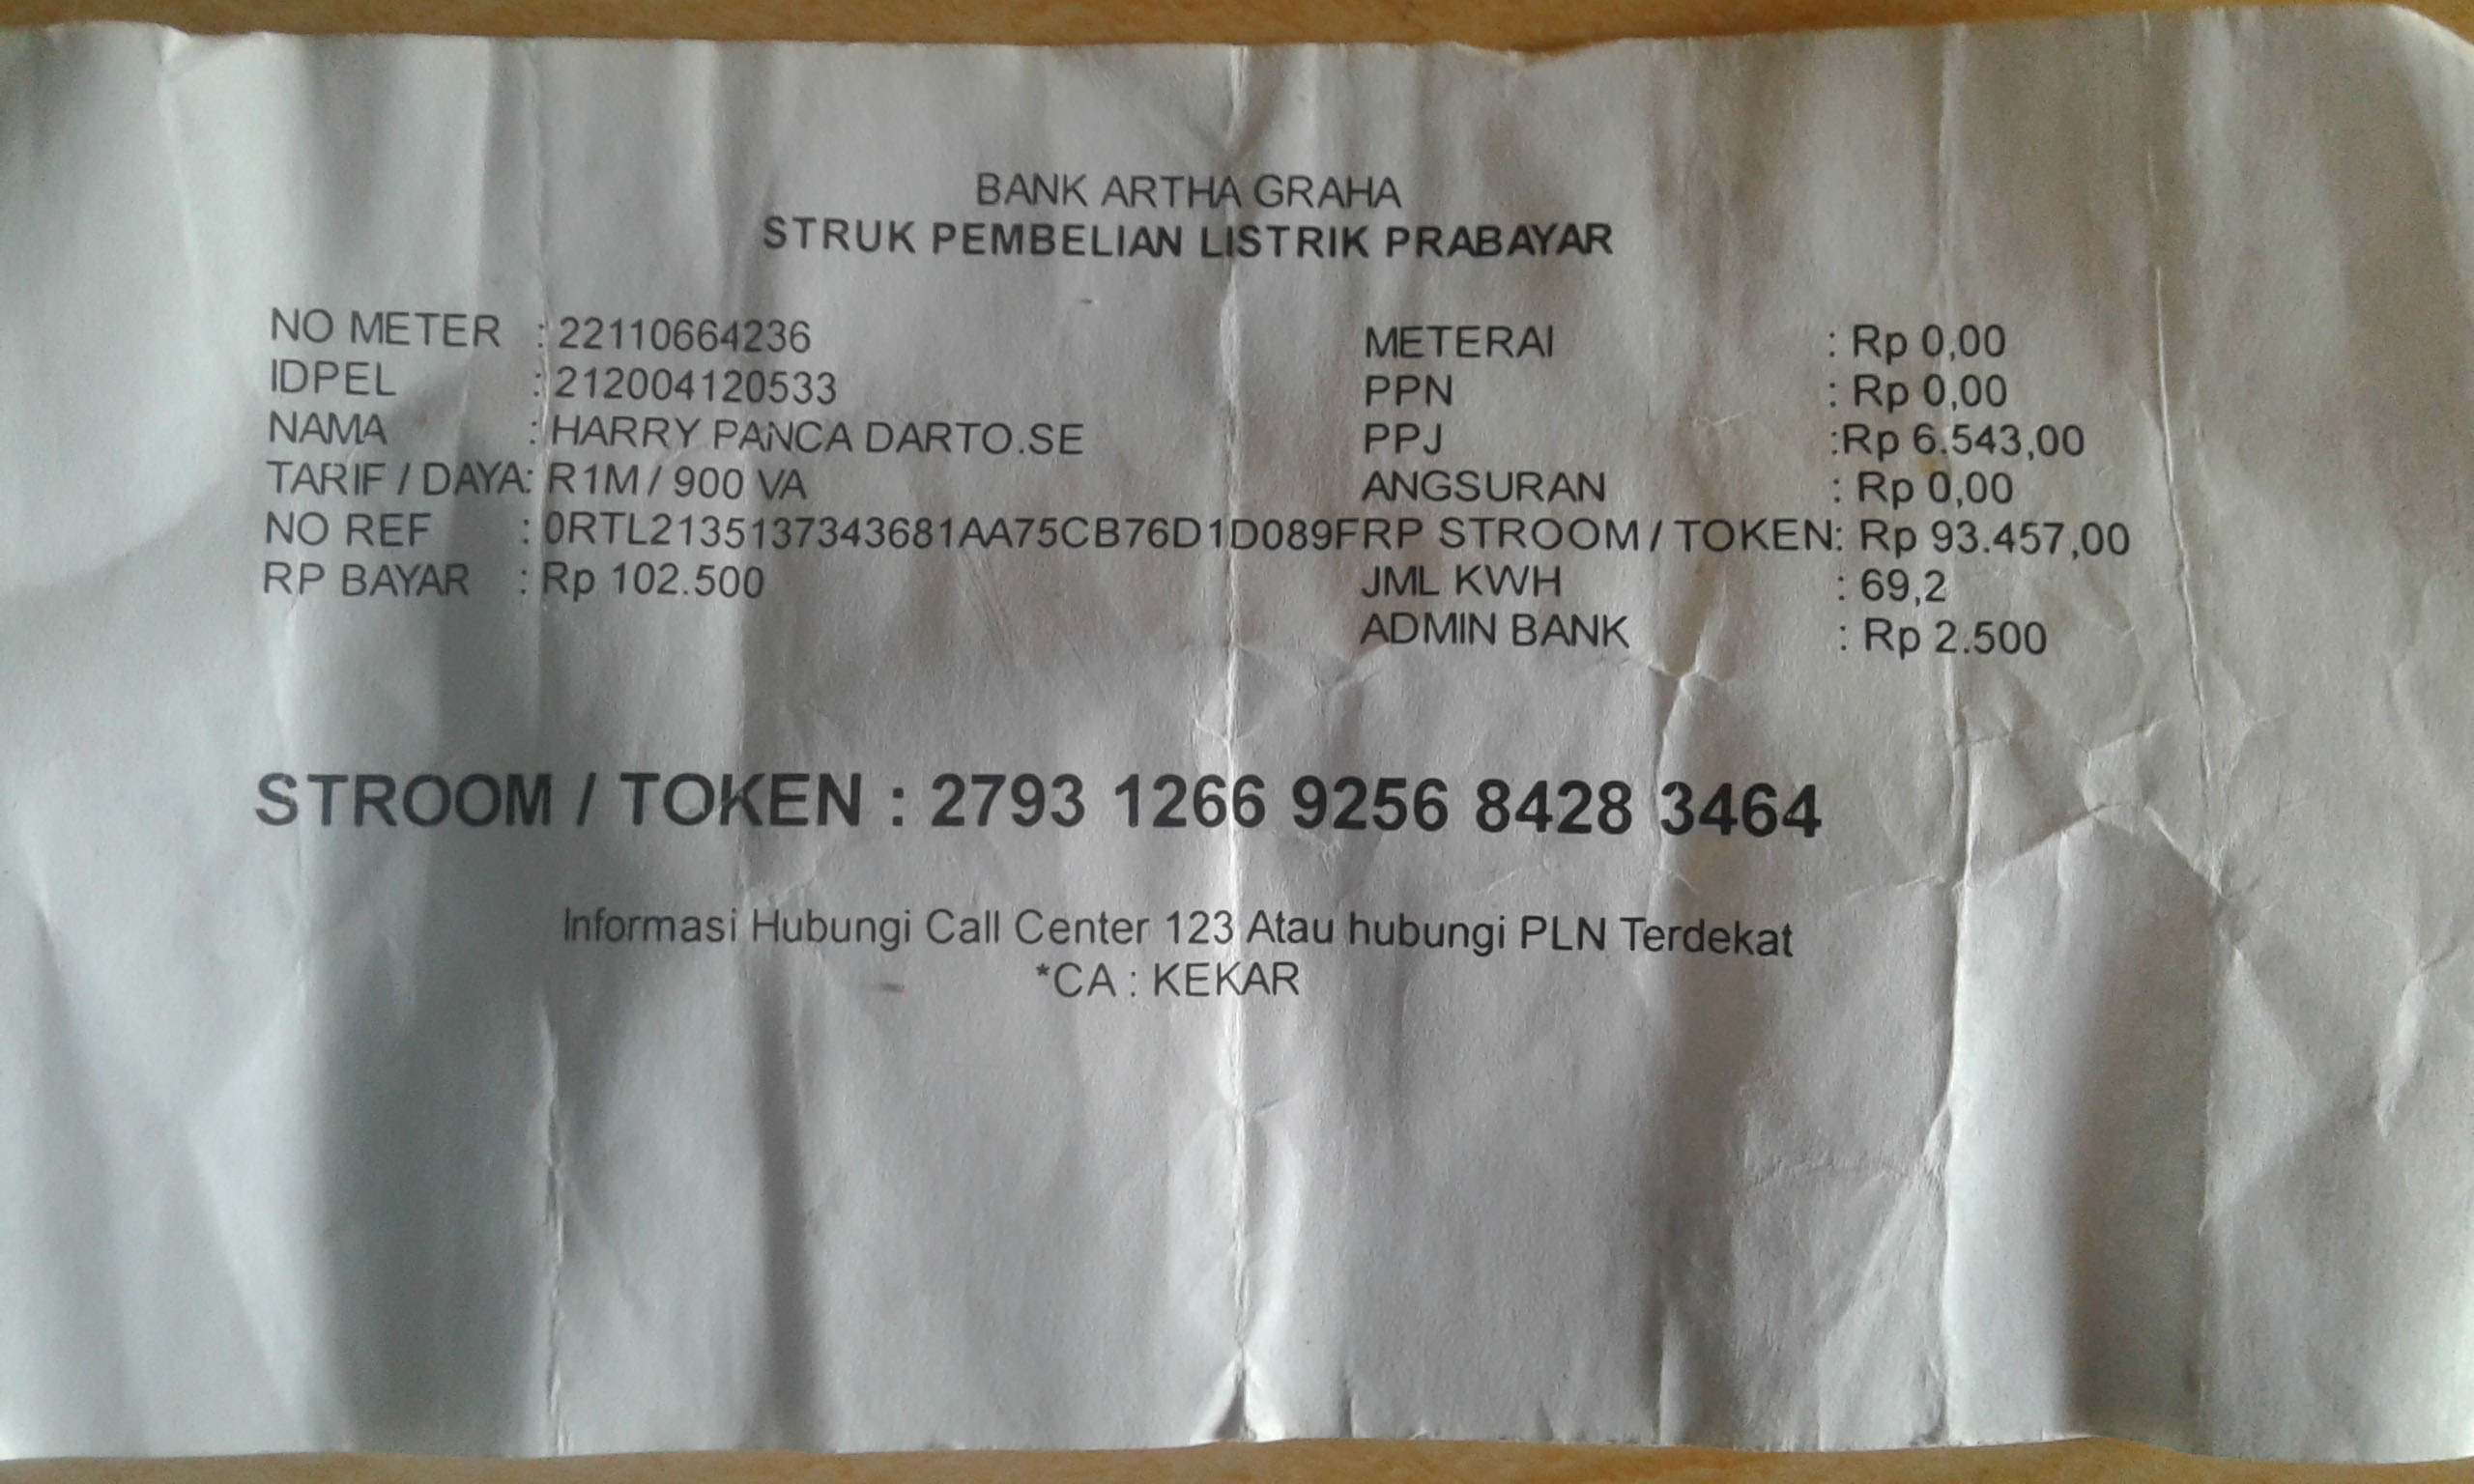 BANK ARTHA GRAHA
STRUK PEMBELIAN LISTRIK PRABAYAR
NO METER : 22110664236 METERAI : Rp 0,00
IDPEL : 212004120533 PPN : Rp 0,00
NAMA : HARRY PANCA DARTO.SE PPJ :Rp 6.543,00
TARIF / DAYA: R1M / 900 VA ANGSURAN : Rp 0,00
NO REF : 0RTL2135137343681AA75CB76D1D089FRP STROOM / TOKEN: Rp 93.457,00
RP BAYAR : Rp 102.500 JML KWH : 69,2
ADMIN BANK : Rp 2.500
STROOM / TOKEN : 2793 1266 9256 8428 3464
Informasi Hubungi Call Center 123 Atau hubungi PLN Terdekat
*CA : KEKAR